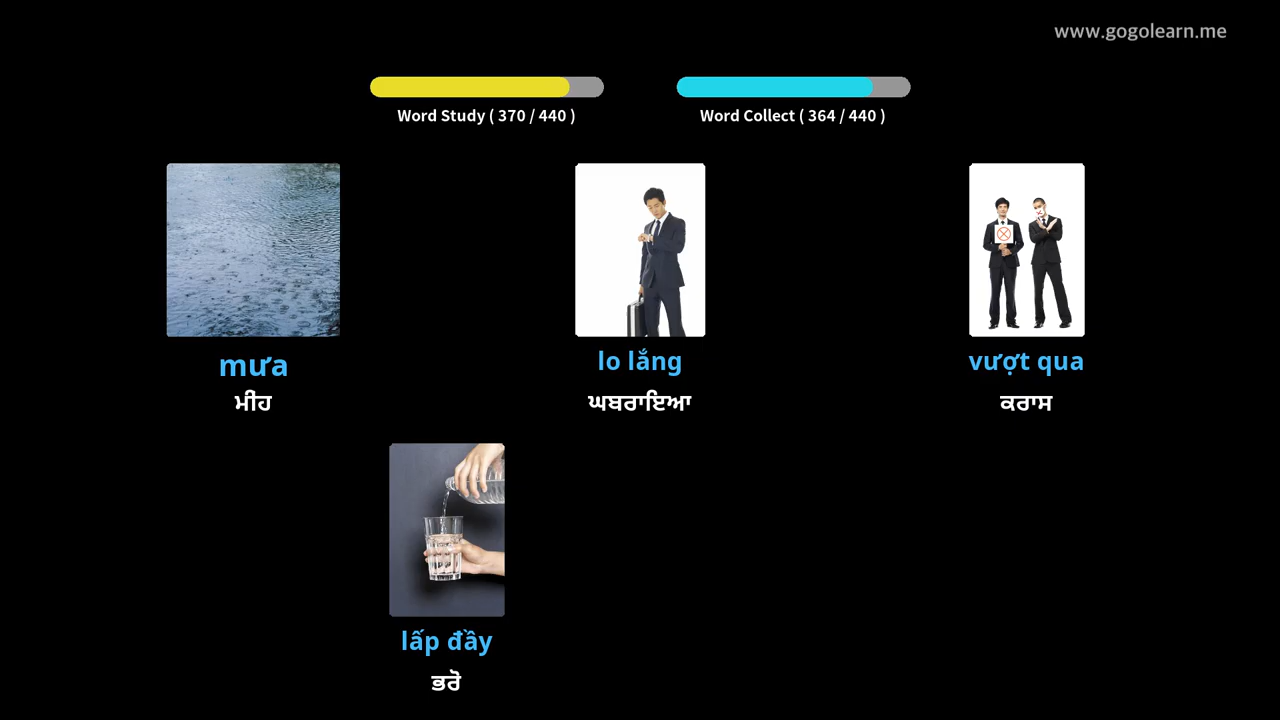 www.gogolearn.me
Word Study ( 370 / 440 )
Word Collect ( 364 / 440 )
mưa
ਮੀਂਹ
lo lắng
ਘਬਰਾਇਆ
vượt qua
ਕਰਾਸ
lấp đầy
ਭਰੋ